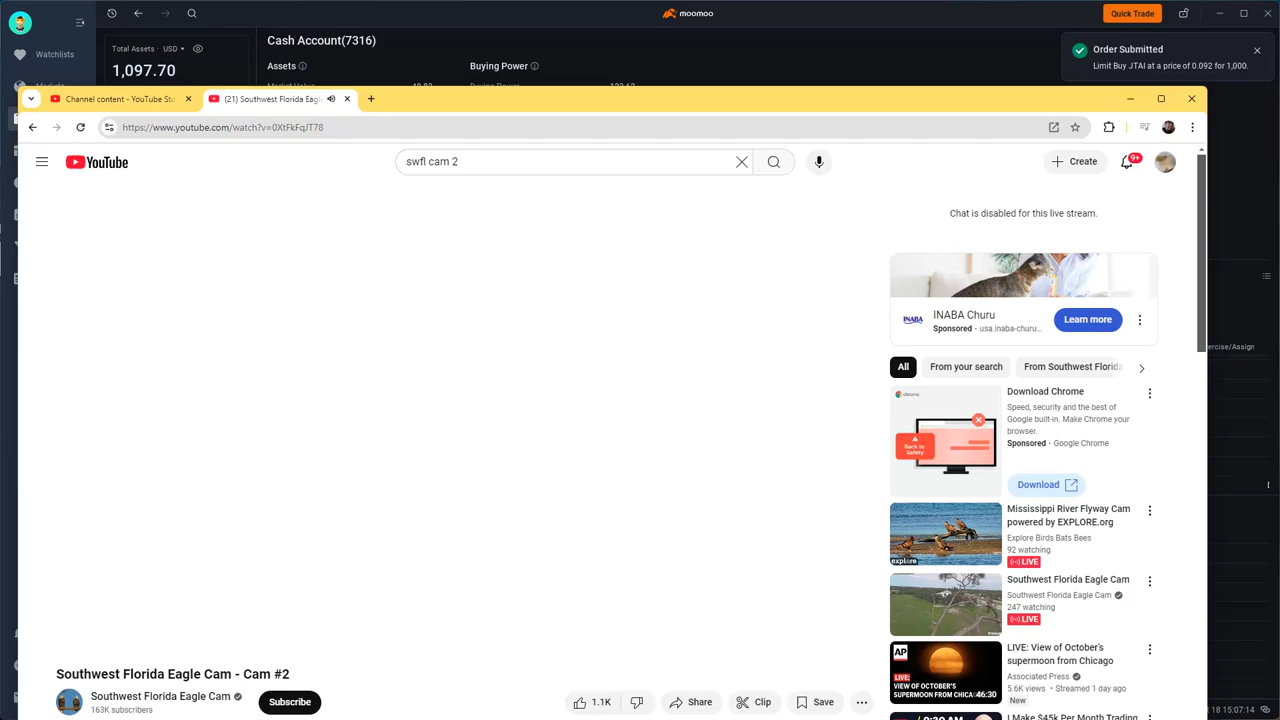 moomoo
Quick Trade
Watchlists
Total Assets · USD
1,097.70
Cash Account(7316)
Assets
Buying Power
Order Submitted
Limit Buy JTAI at a price of 0.092 for 1,000.
Channel content - YouTube Stu
(21) Southwest Florida Eagl
https://www.youtube.com/watch?v=0XtFkFqJT78
YouTube
swfl cam 2
Create
9+
Chat is disabled for this live stream.
INABA
INABA Churu
Sponsored · usa.inaba-churu...
Learn more
All
From your search
From Southwest Florida
chrome
Back to
Safety
Download Chrome
Speed, security and the best of
Google built-in. Make Chrome your
browser.
Sponsored · Google Chrome
Download
explore
Mississippi River Flyway Cam
powered by EXPLORE.org
Explore Birds Bats Bees
92 watching
LIVE
Southwest Florida Eagle Cam
Southwest Florida Eagle Cam
247 watching
LIVE
AP
LIVE:
VIEW OF OCTOBER'S
SUPERMOON FROM CHICA
46:30
LIVE: View of October's
supermoon from Chicago
Associated Press
5.6K views · Streamed 1 day ago
New
I Make $45k Per Month Trading
ercise/Assign
Southwest Florida Eagle Cam - Cam #2
Southwest Florida Eagle Cam
163K subscribers
Subscribe
1.1K
Share
Clip
Save
18 15:07:14